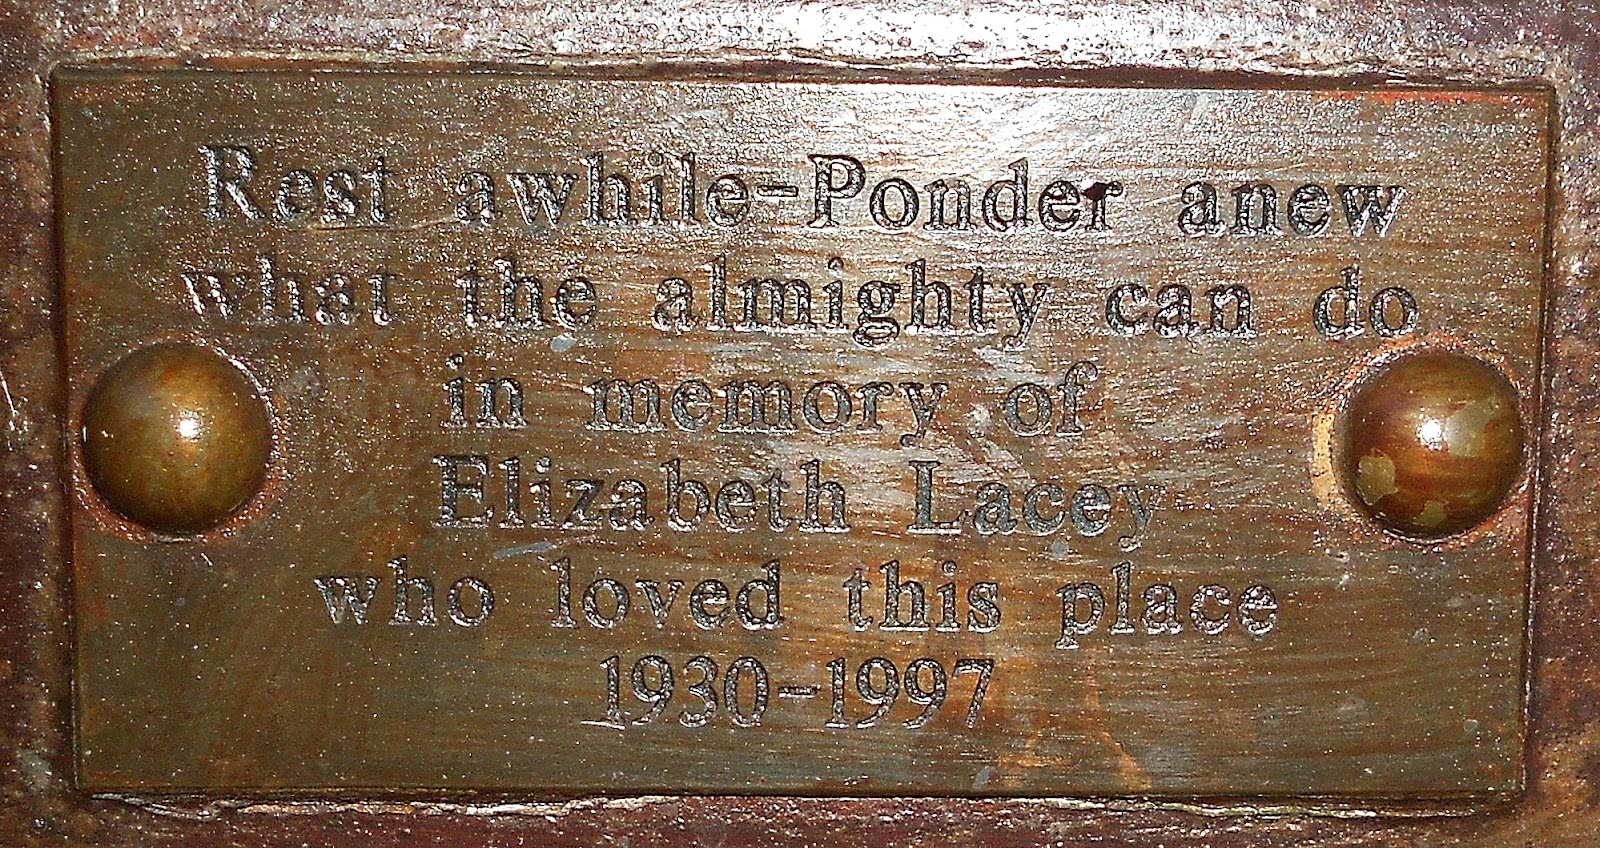 Rest awhile-Ponder anew
what the almighty can do
in memory of
Elizabeth Lacey
who loved this place
1930-1997